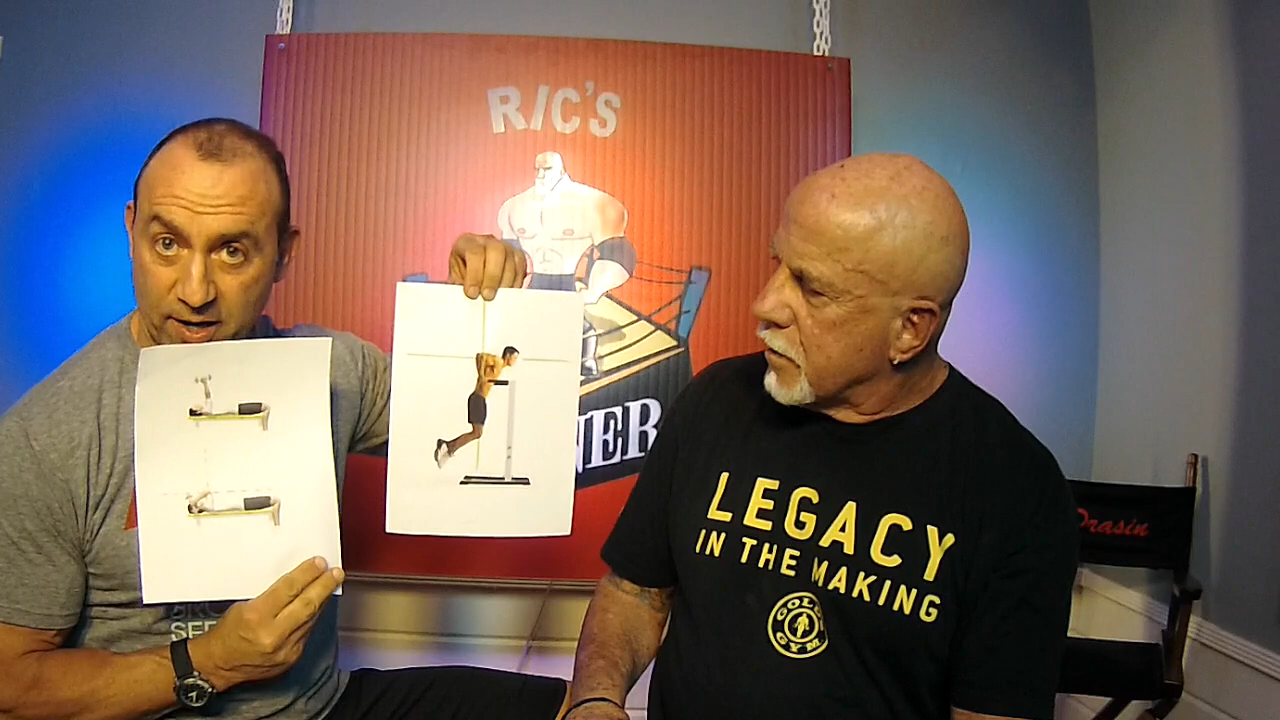 RIC'S
NER
LEGACY
IN THE MAKING
GOLD'S
GYM
Drasin